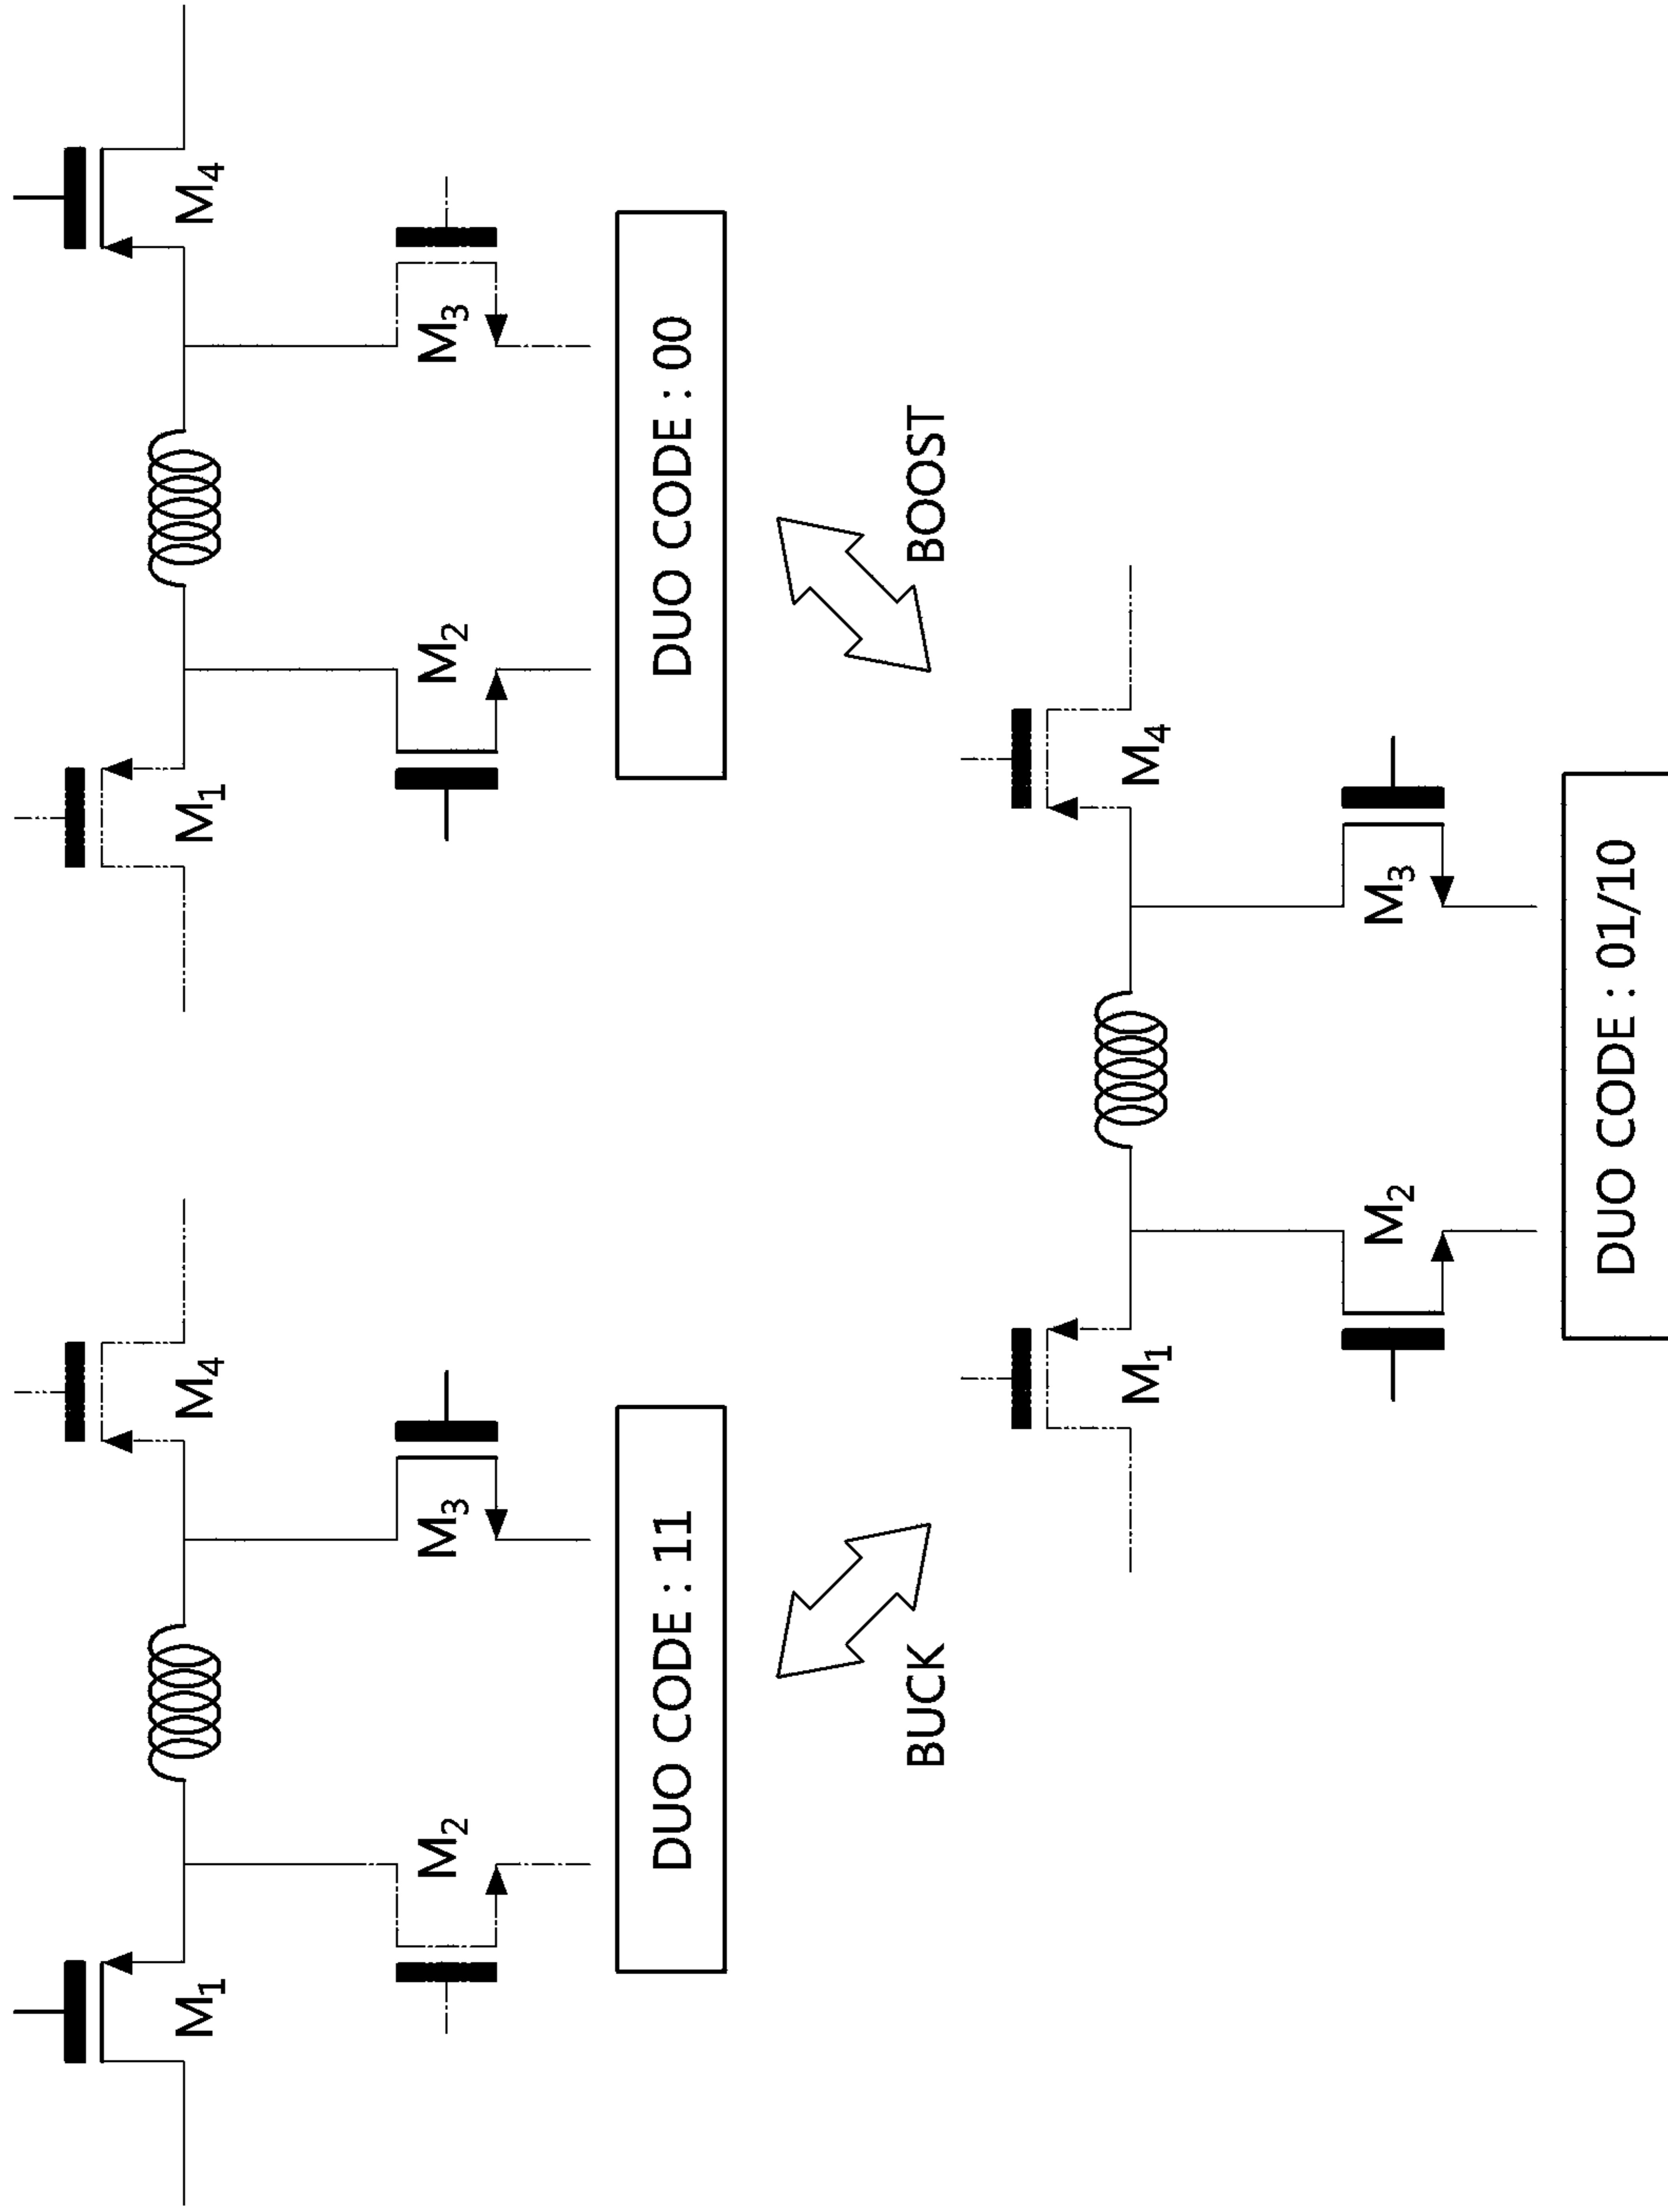 M1
M4
M2
M3
DUO CODE : 11
M1
M4
M2
M3
DUO CODE : 00
BUCK
BOOST
M1
M4
M2
M3
DUO CODE : 01/10